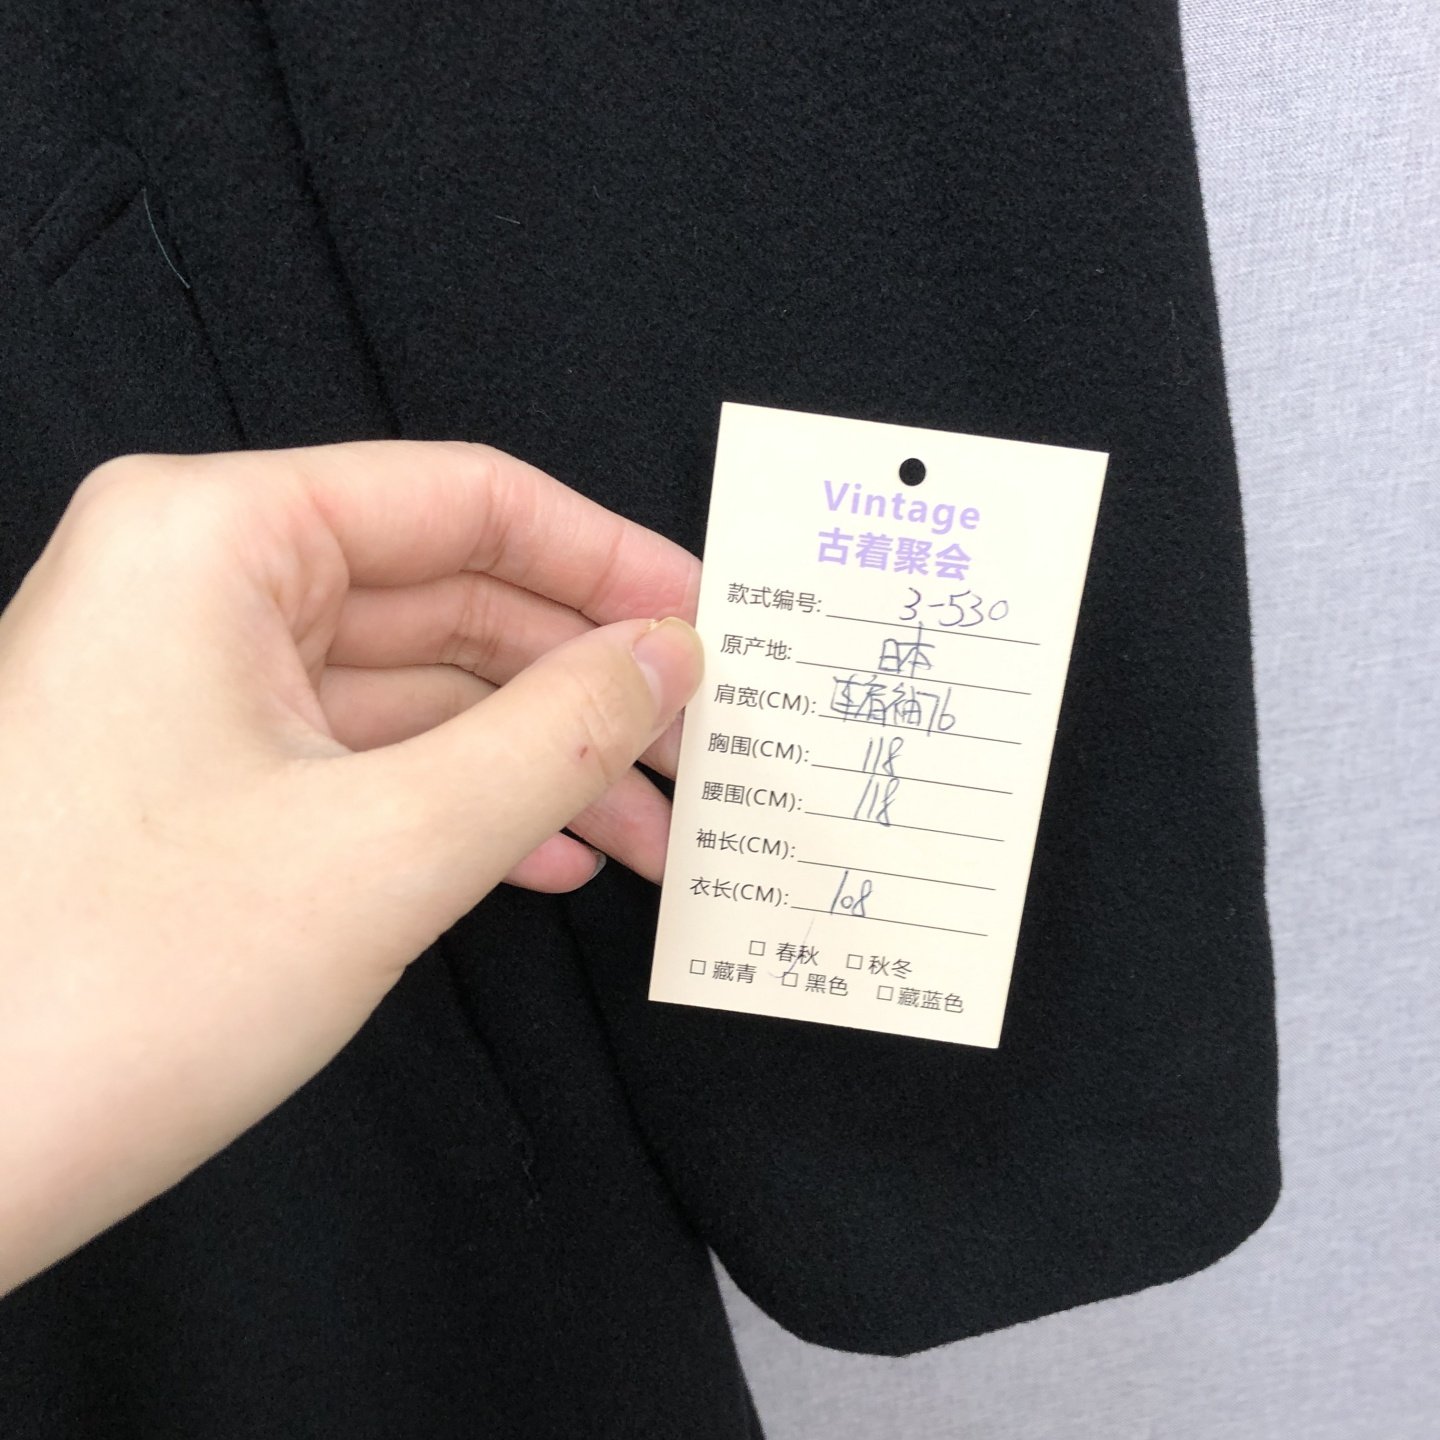 Vintage
古着聚会
款式编号: 3-530
原产地: 日本
肩宽(CM): 连肩袖76
胸围(CM): 118
腰围(CM): 118
袖长(CM):
衣长(CM): 108
□ 春秋 □ 秋冬
□ 藏青 □ 黑色 □ 藏蓝色